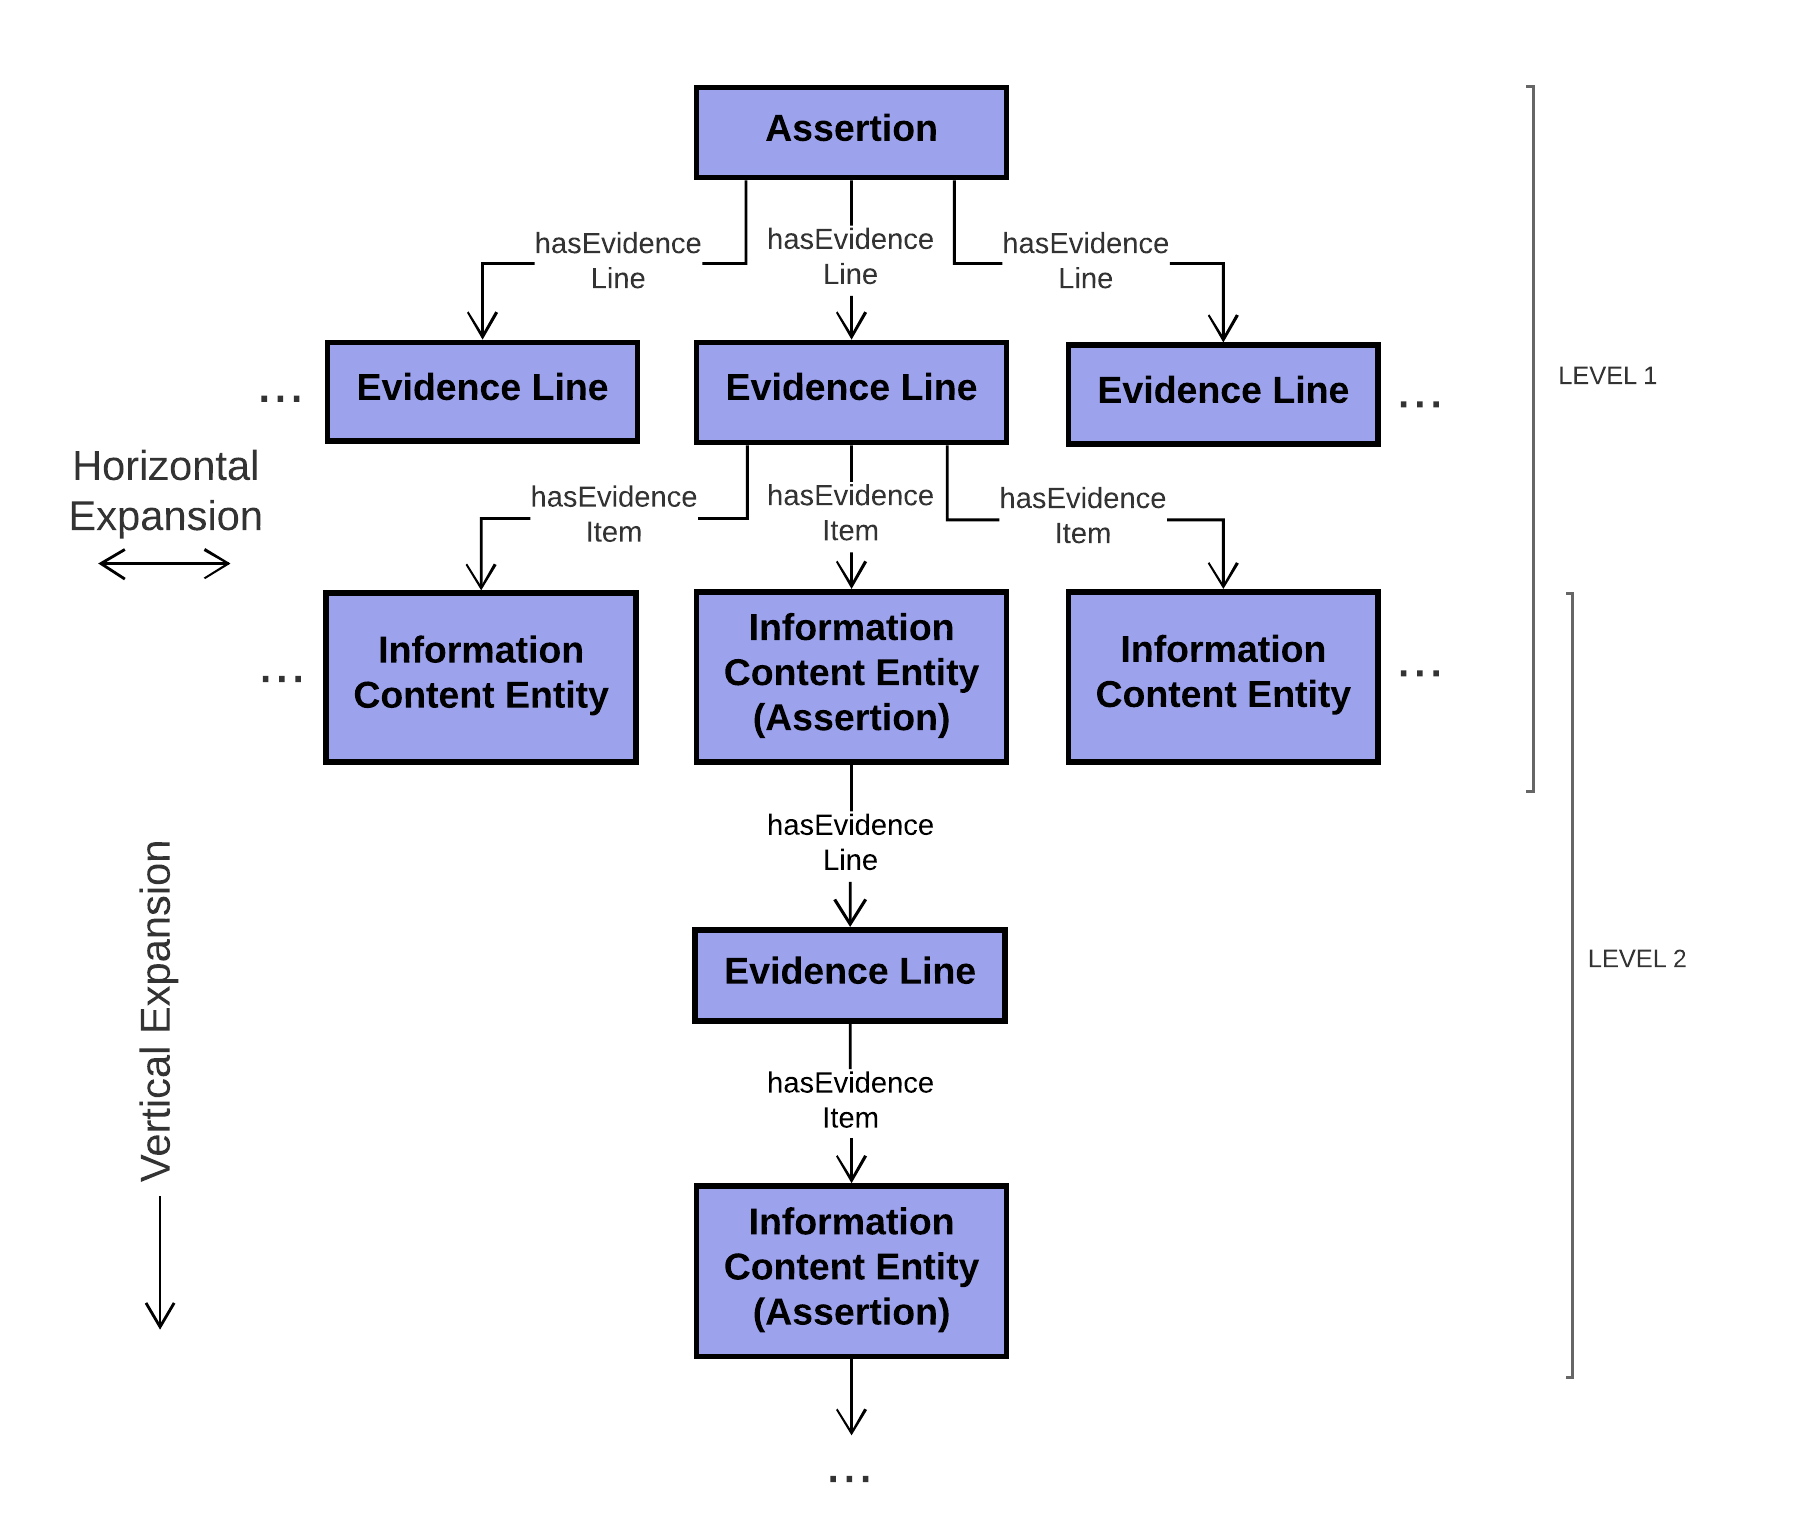 Assertion
hasEvidence
Line
hasEvidence
Line
hasEvidence
Line
...
Evidence Line
Evidence Line
Evidence Line
...
LEVEL 1
Horizontal
Expansion
hasEvidence
Item
hasEvidence
Item
hasEvidence
Item
...
Information
Content Entity
Information
Content Entity
(Assertion)
Information
Content Entity
...
hasEvidence
Line
Vertical Expansion
Evidence Line
LEVEL 2
hasEvidence
Item
Information
Content Entity
(Assertion)
...